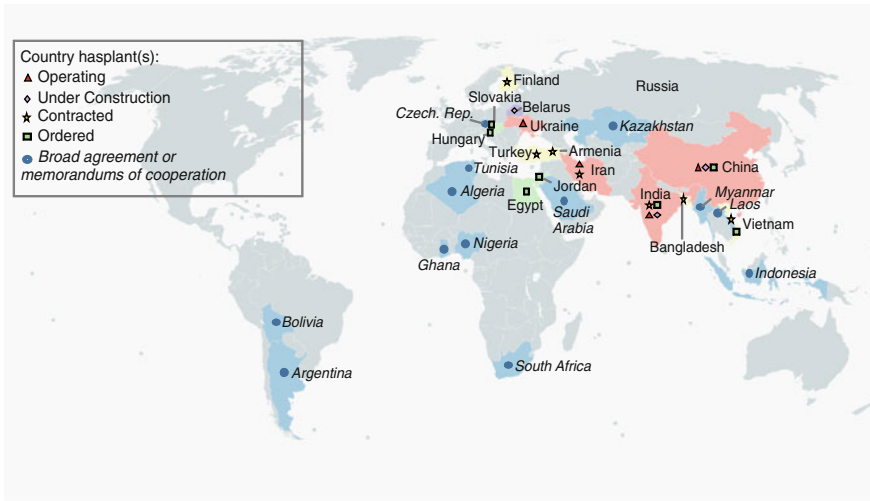 Country hasplant(s):
Operating
Under Construction
Contracted
Ordered
Broad agreement or
memorandums of cooperation
Finland
Russia
Slovakia
Czech. Rep.
Belarus
Ukraine
Kazakhstan
Hungary
Turkey
Armenia
Tunisia
Iran
China
Algeria
Jordan
Egypt
India
Myanmar
Laos
Saudi
Arabia
Vietnam
Nigeria
Bangladesh
Ghana
Indonesia
Bolivia
South Africa
Argentina